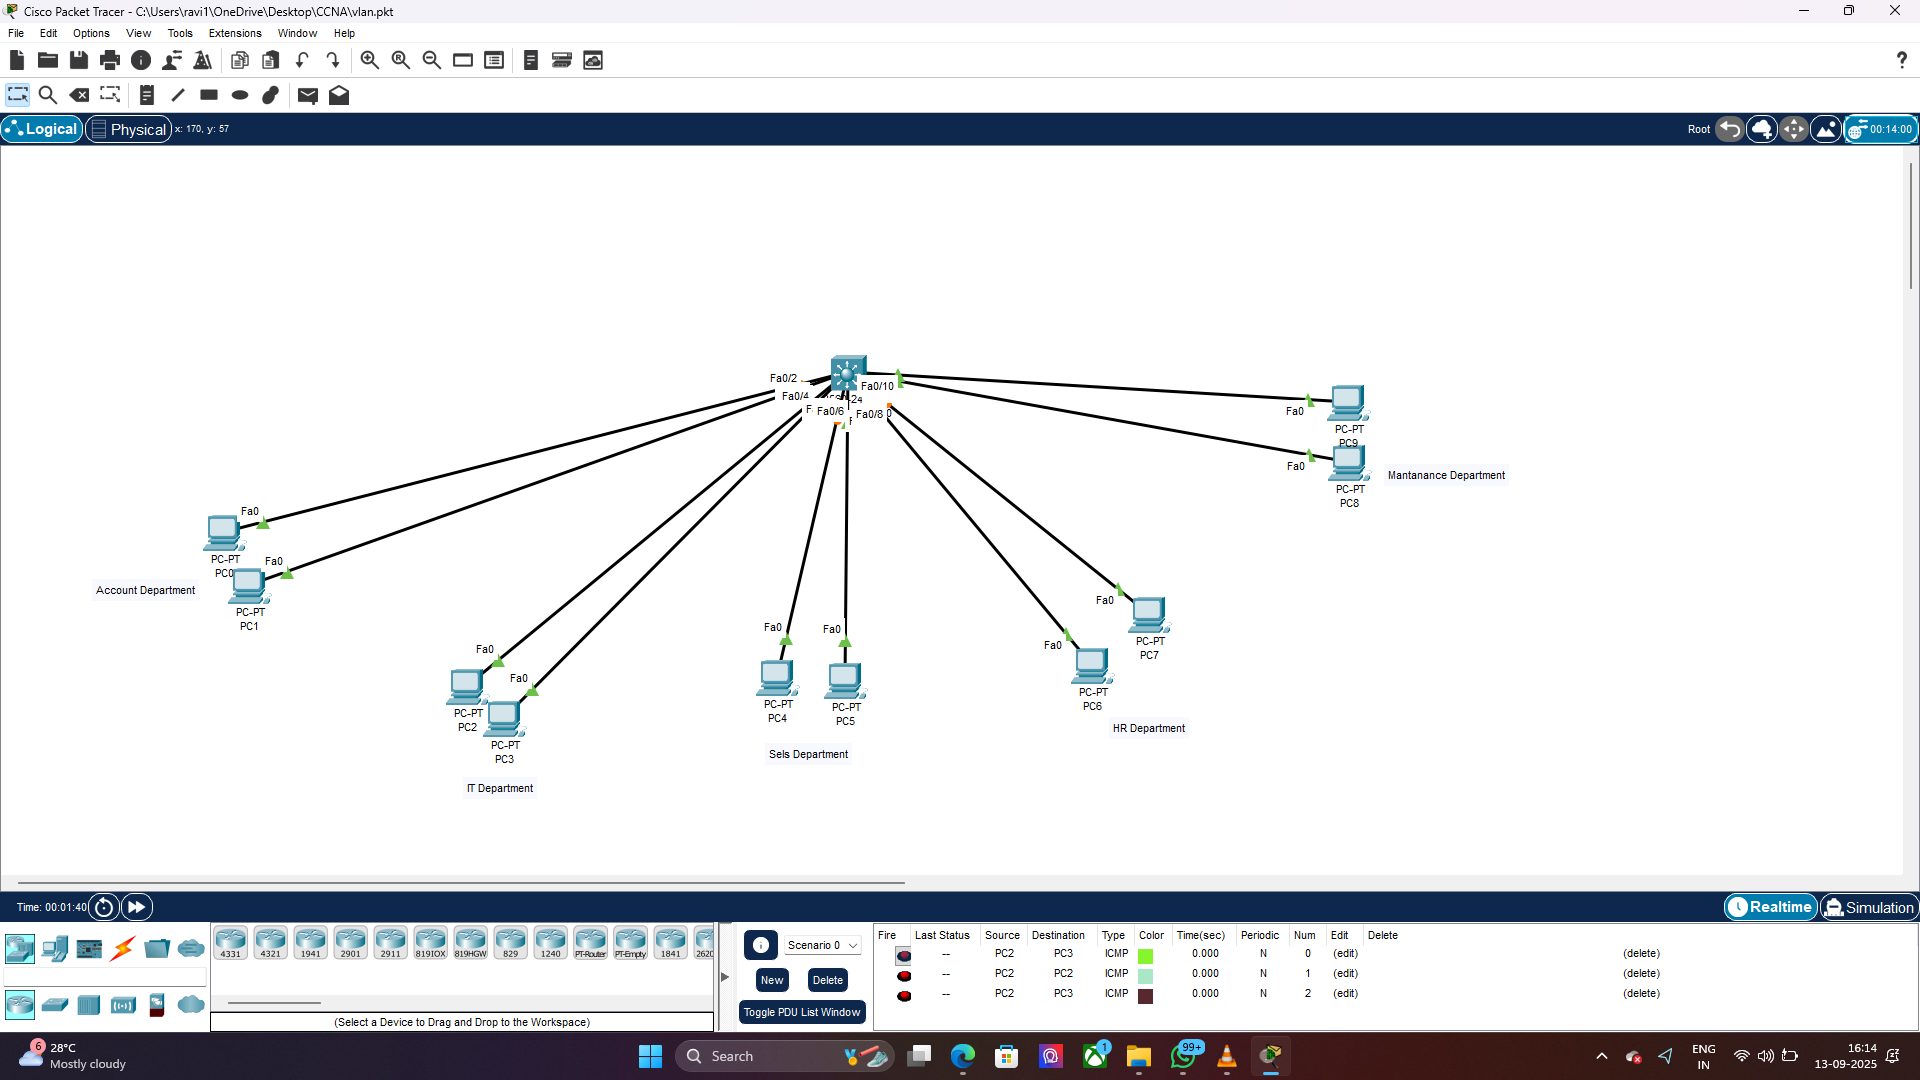 Cisco Packet Tracer - C:\Users\ravi1\OneDrive\Desktop\CCNA\vlan.pkt
File Edit Options View Tools Extensions Window Help
Logical Physical x: 170, y: 57 Root 00:14:00
Fa0/2
Fa0/10
Fa0/4
Fa0/6
Fa0/8
Fa0
PC-PT
PC9
Fa0
PC-PT
PC8
Mantanance Department
Fa0
PC-PT
PC0
Fa0
PC-PT
PC1
Account Department
Fa0
PC-PT
PC2
Fa0
PC-PT
PC3
IT Department
Fa0
PC-PT
PC4
Fa0
PC-PT
PC5
Sels Department
Fa0
PC-PT
PC7
Fa0
PC-PT
PC6
HR Department
Time: 00:01:40 Realtime Simulation
4331 4321 1941 2901 2911 819IOX 819HGW 829 1240 PT-Router PT-Empty 1841
(Select a Device to Drag and Drop to the Workspace)
Scenario 0
New Delete
Toggle PDU List Window
Fire Last Status Source Destination Type Color Time(sec) Periodic Num Edit Delete
-- PC2 PC3 ICMP 0.000 N 0 (edit) (delete)
-- PC2 PC2 ICMP 0.000 N 1 (edit) (delete)
-- PC2 PC3 ICMP 0.000 N 2 (edit) (delete)
6
28°C
Mostly cloudy
Search
1
99+
ENG
IN
16:14
13-09-2025